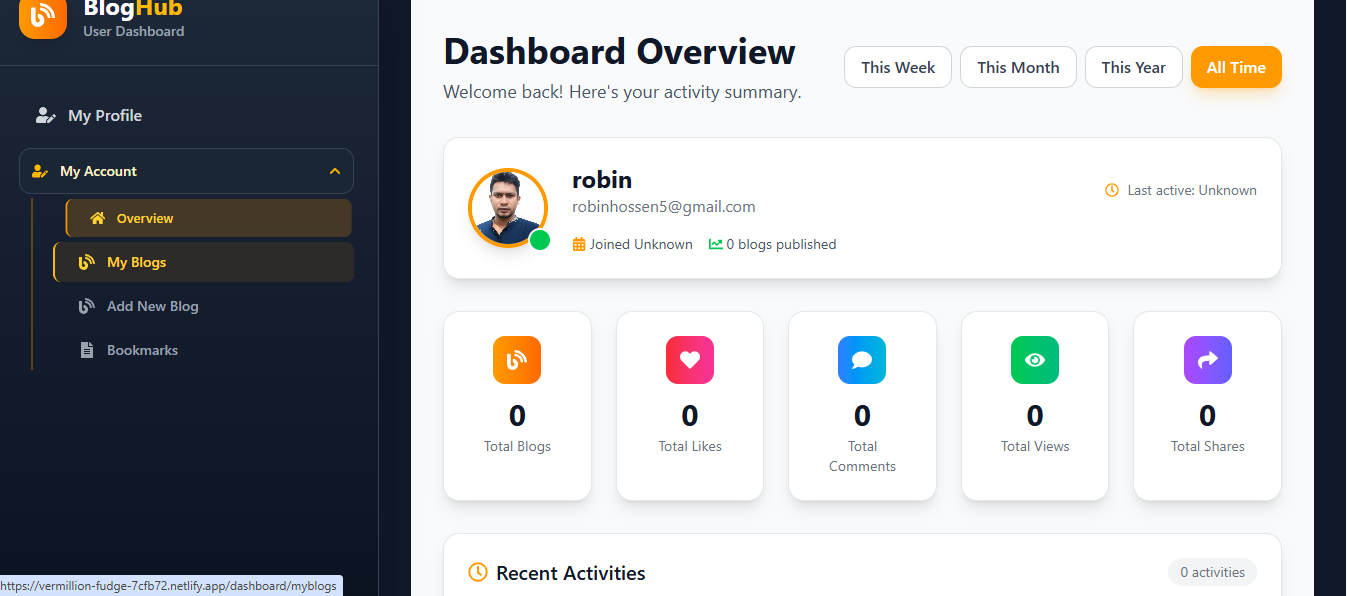 BlogHub
User Dashboard
My Profile
My Account
Overview
My Blogs
Add New Blog
Bookmarks
https://vermillion-fudge-7cfb72.netlify.app/dashboard/myblogs
Dashboard Overview
Welcome back! Here's your activity summary.
This Week
This Month
This Year
All Time
robin
robinhossen5@gmail.com
Joined Unknown
0 blogs published
Last active: Unknown
0
Total Blogs
0
Total Likes
0
Total
Comments
0
Total Views
0
Total Shares
Recent Activities
0 activities